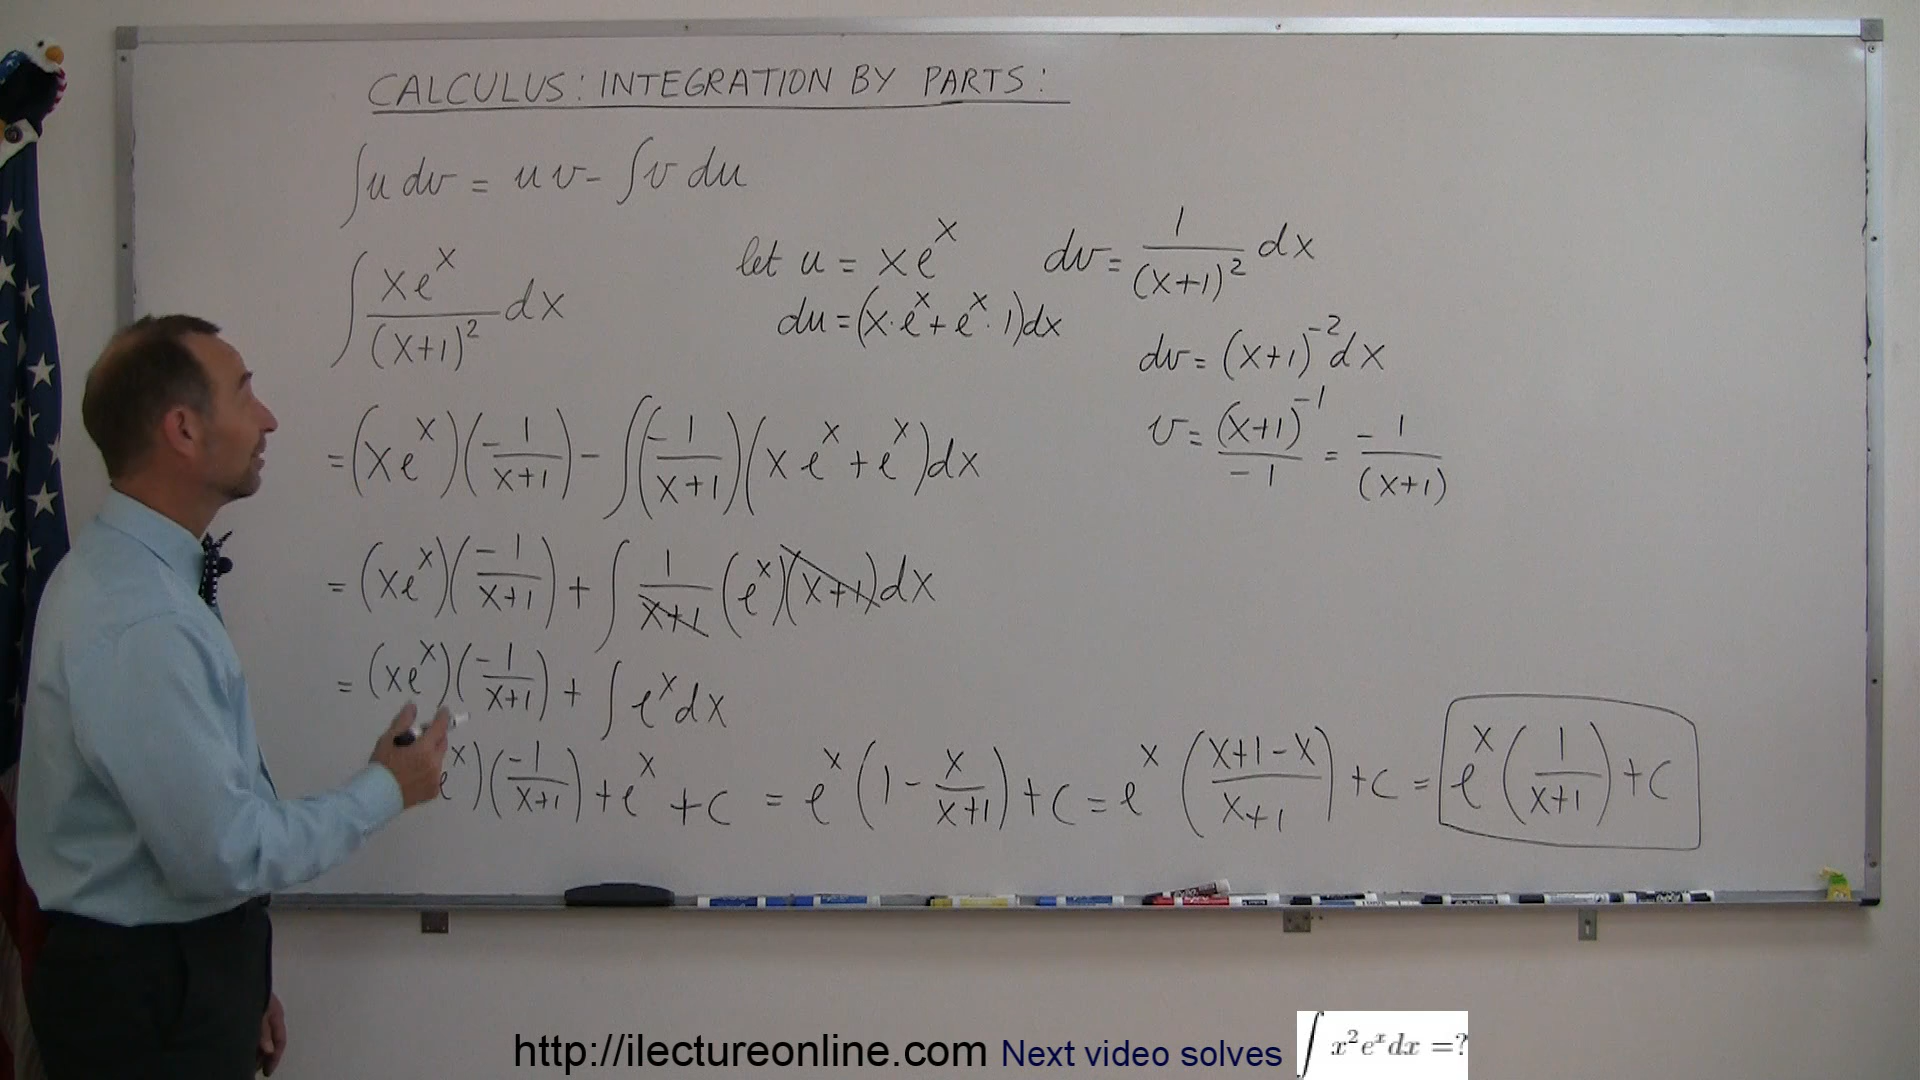 CALCULUS: INTEGRATION BY PARTS:
∫u dv = uv - ∫v du
∫ xe^x/(x+1)^2 dx
let u = xe^x
du = (x·e^x + e^x·1)dx
dv = 1/(x+1)^2 dx
dv = (x+1)^-2 dx
v = (x+1)^-1/-1 = -1/(x+1)
= (xe^x)(-1/(x+1)) - ∫(-1/(x+1))(xe^x + e^x)dx
= (xe^x)(-1/(x+1)) + ∫ 1/(x+1) (e^x)(x+1)dx
= (xe^x)(-1/(x+1)) + ∫e^x dx
e^x)(-1/(x+1)) + e^x + c = e^x(1 - x/(x+1)) + c = e^x((x+1-x)/(x+1)) + c = e^x(1/(x+1)) + c
http://ilectureonline.com Next video solves ∫x^2e^xdx =?